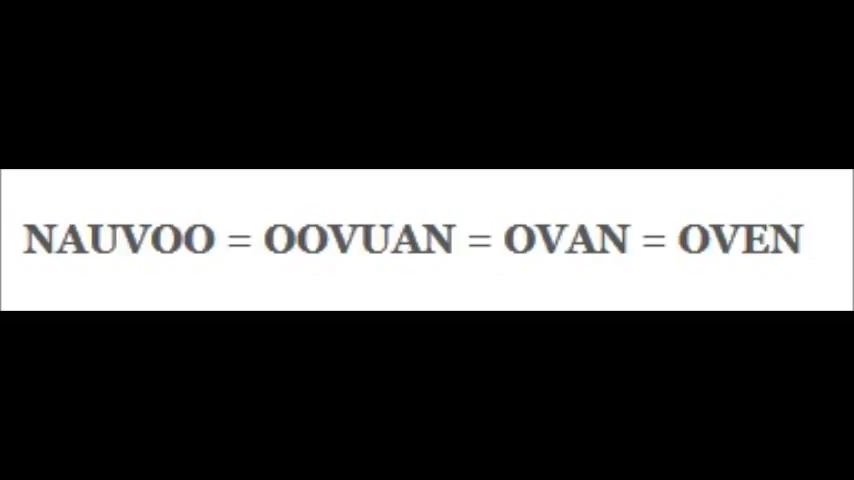 NAUVOO = OOVUAN = OVAN = OVEN